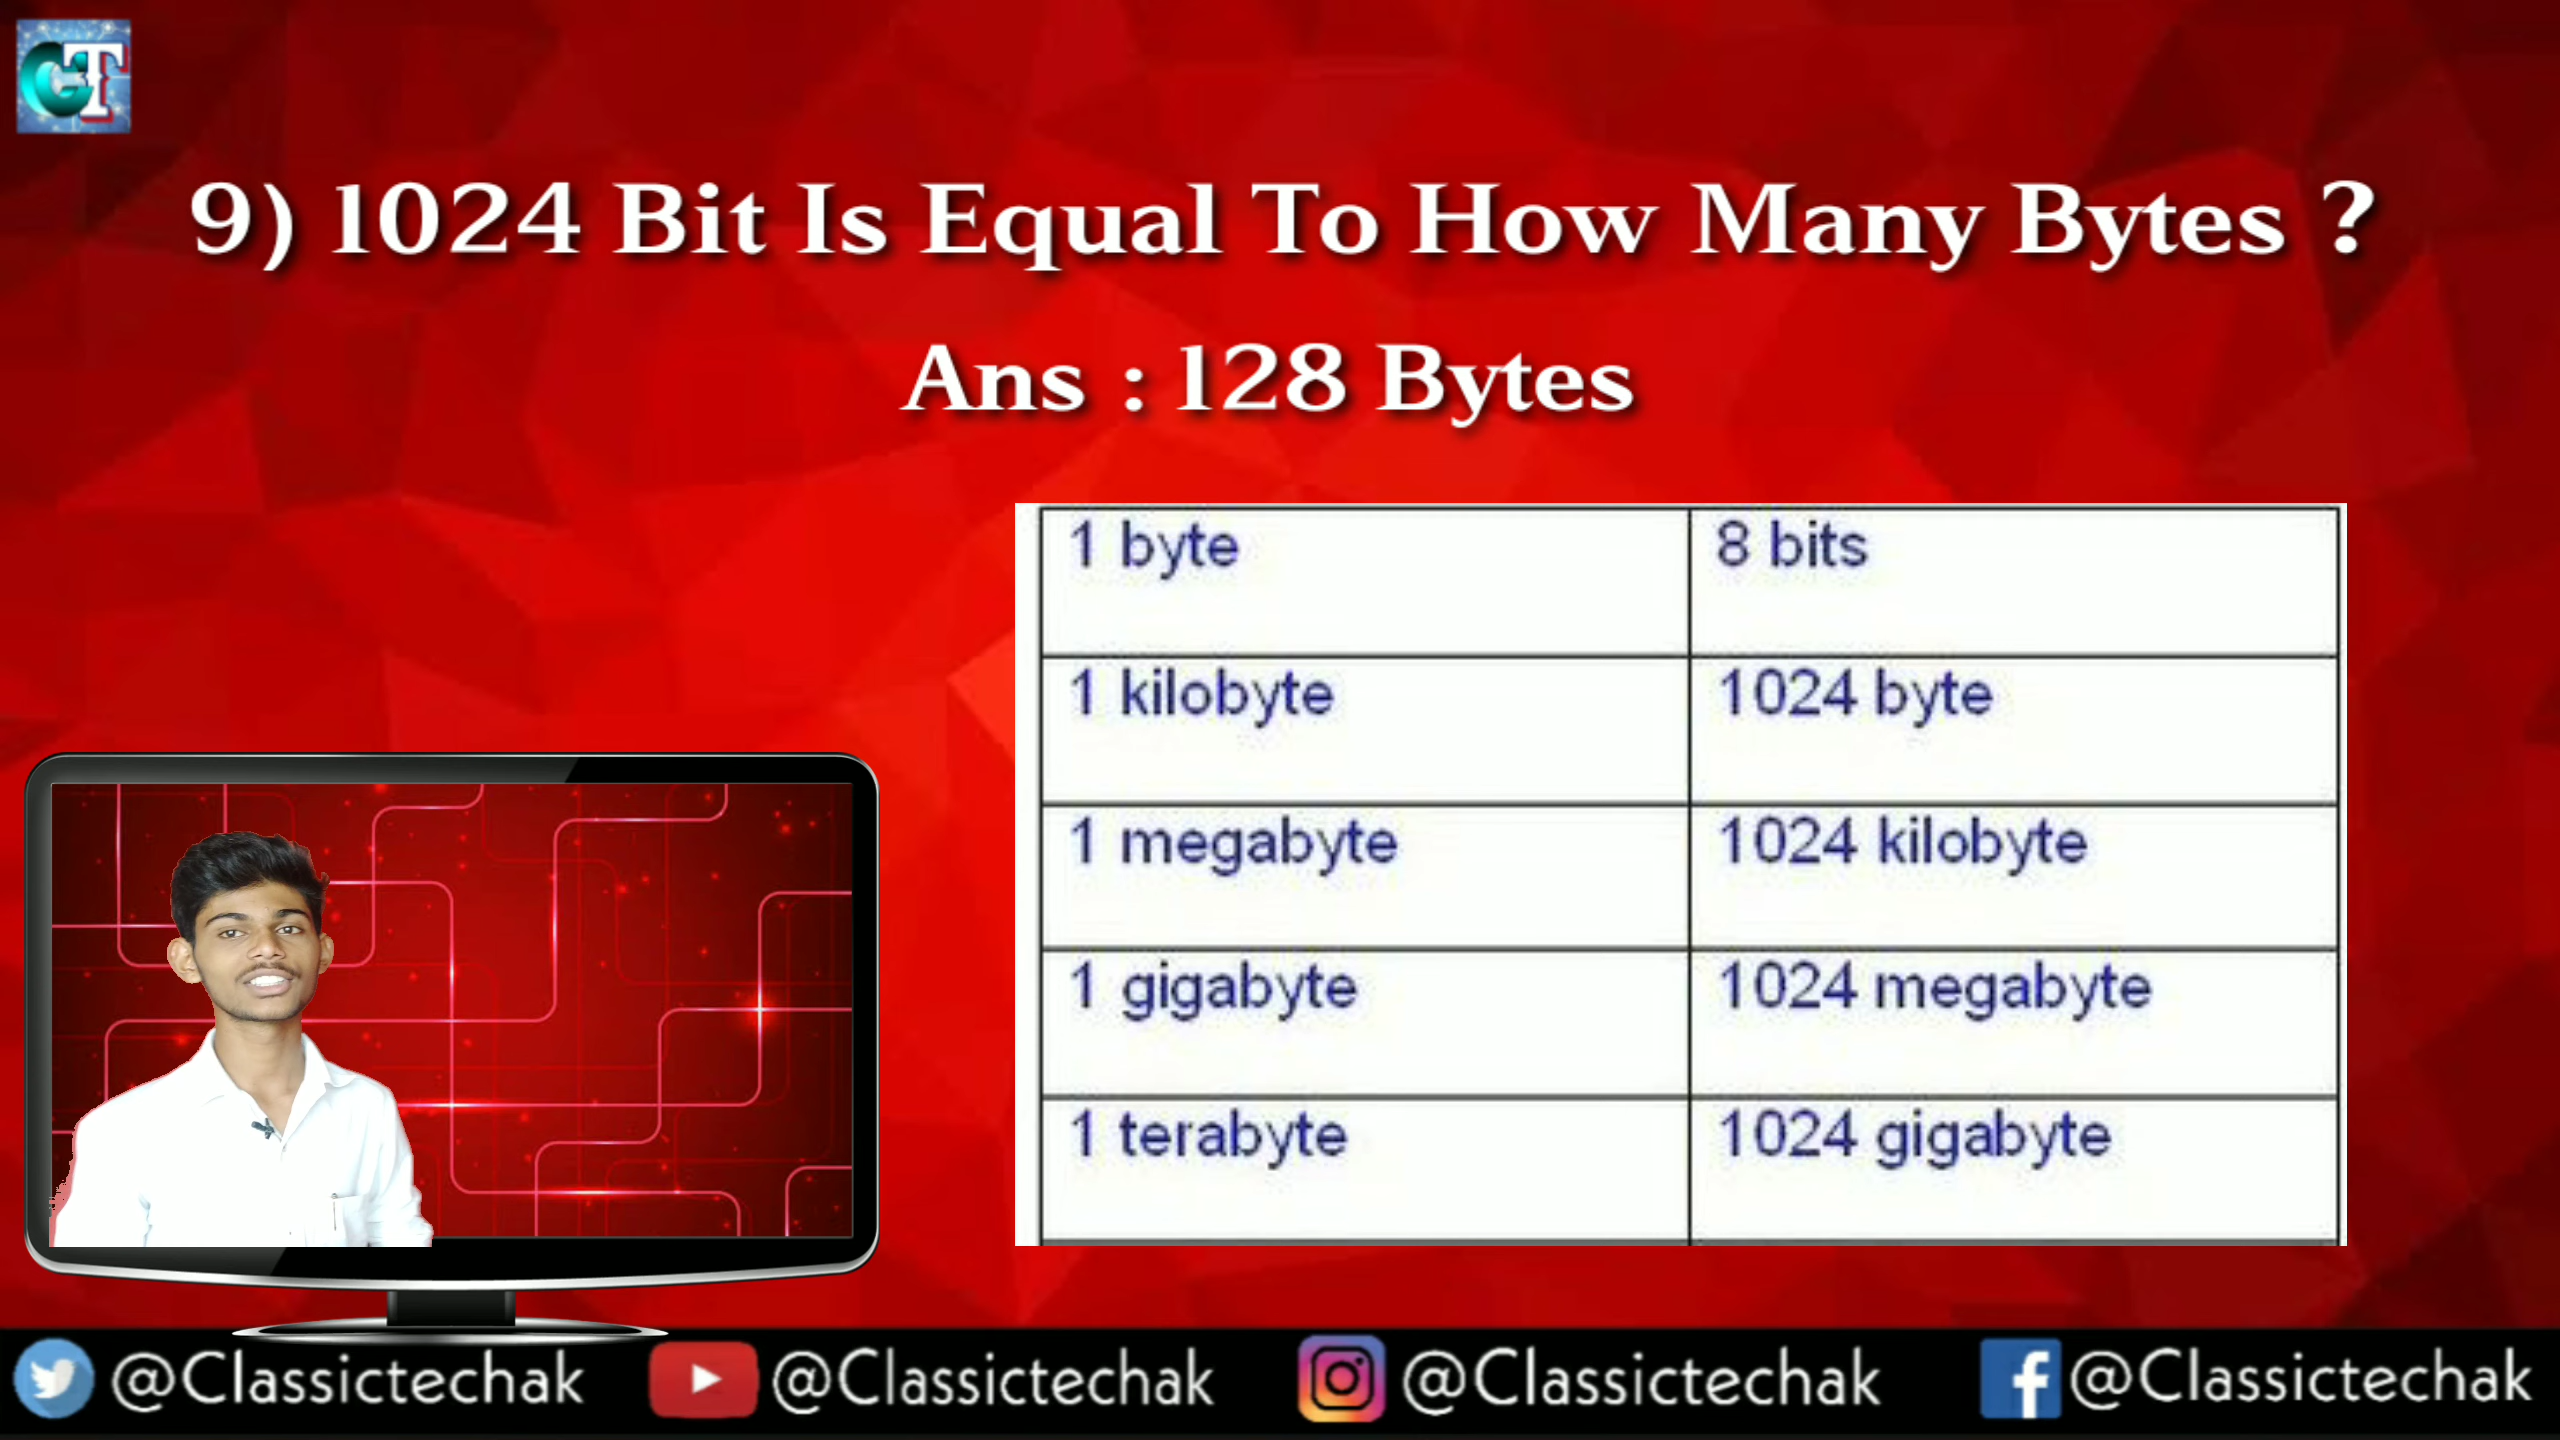 CT
9) 1024 Bit Is Equal To How Many Bytes ?
Ans : 128 Bytes
1 byte 8 bits
1 kilobyte 1024 byte
1 megabyte 1024 kilobyte
1 gigabyte 1024 megabyte
1 terabyte 1024 gigabyte
@Classictechak @Classictechak @Classictechak @Classictechak